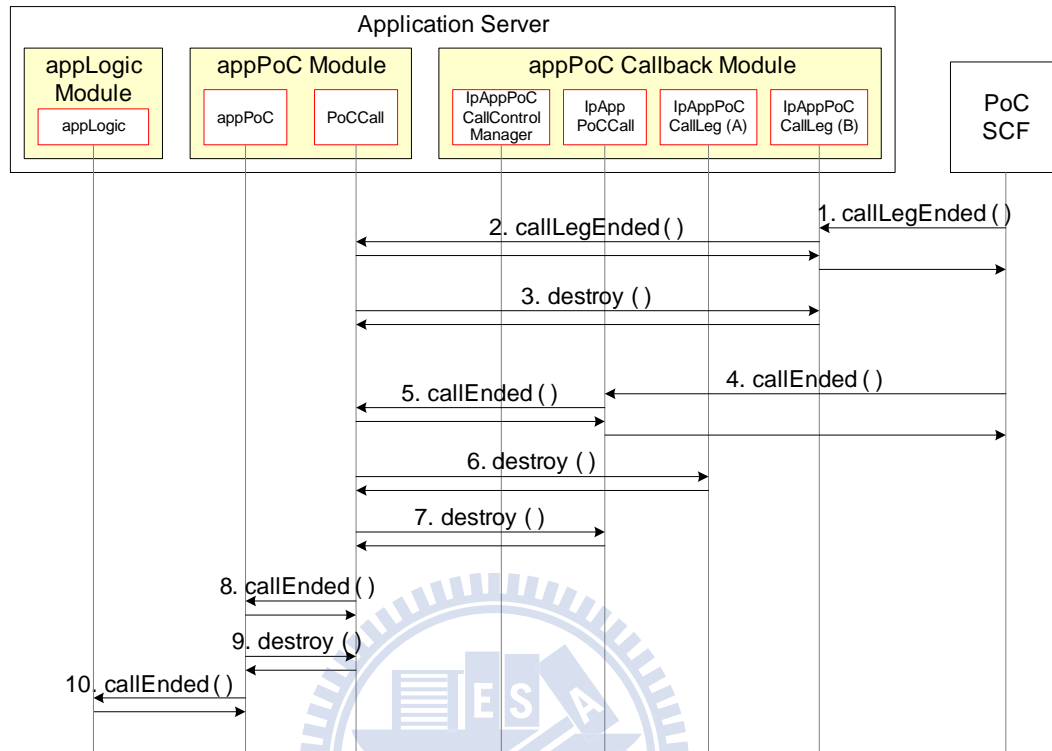 Application Server
appLogic
Module
appLogic
appPoC Module
appPoC
PoCCall
appPoC Callback Module
IpAppPoC
CallControl
Manager
IpApp
PoCCall
IpAppPoC
CallLeg (A)
IpAppPoC
CallLeg (B)
PoC
SCF
1. callLegEnded ( )
2. callLegEnded ( )
3. destroy ( )
4. callEnded ( )
5. callEnded ( )
6. destroy ( )
7. destroy ( )
8. callEnded ( )
9. destroy ( )
10. callEnded ( )
E S A